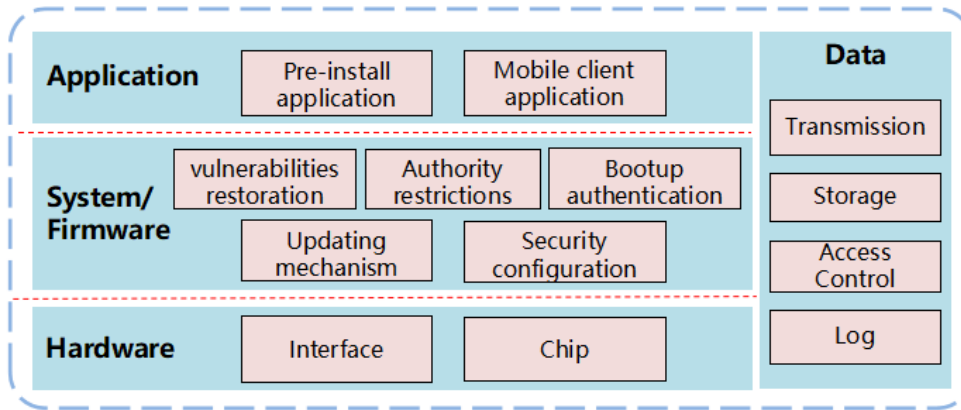 Application
Pre-install
application
Mobile client
application
System/
Firmware
vulnerabilities
restoration
Authority
restrictions
Bootup
authentication
Updating
mechanism
Security
configuration
Hardware
Interface
Chip
Data
Transmission
Storage
Access
Control
Log